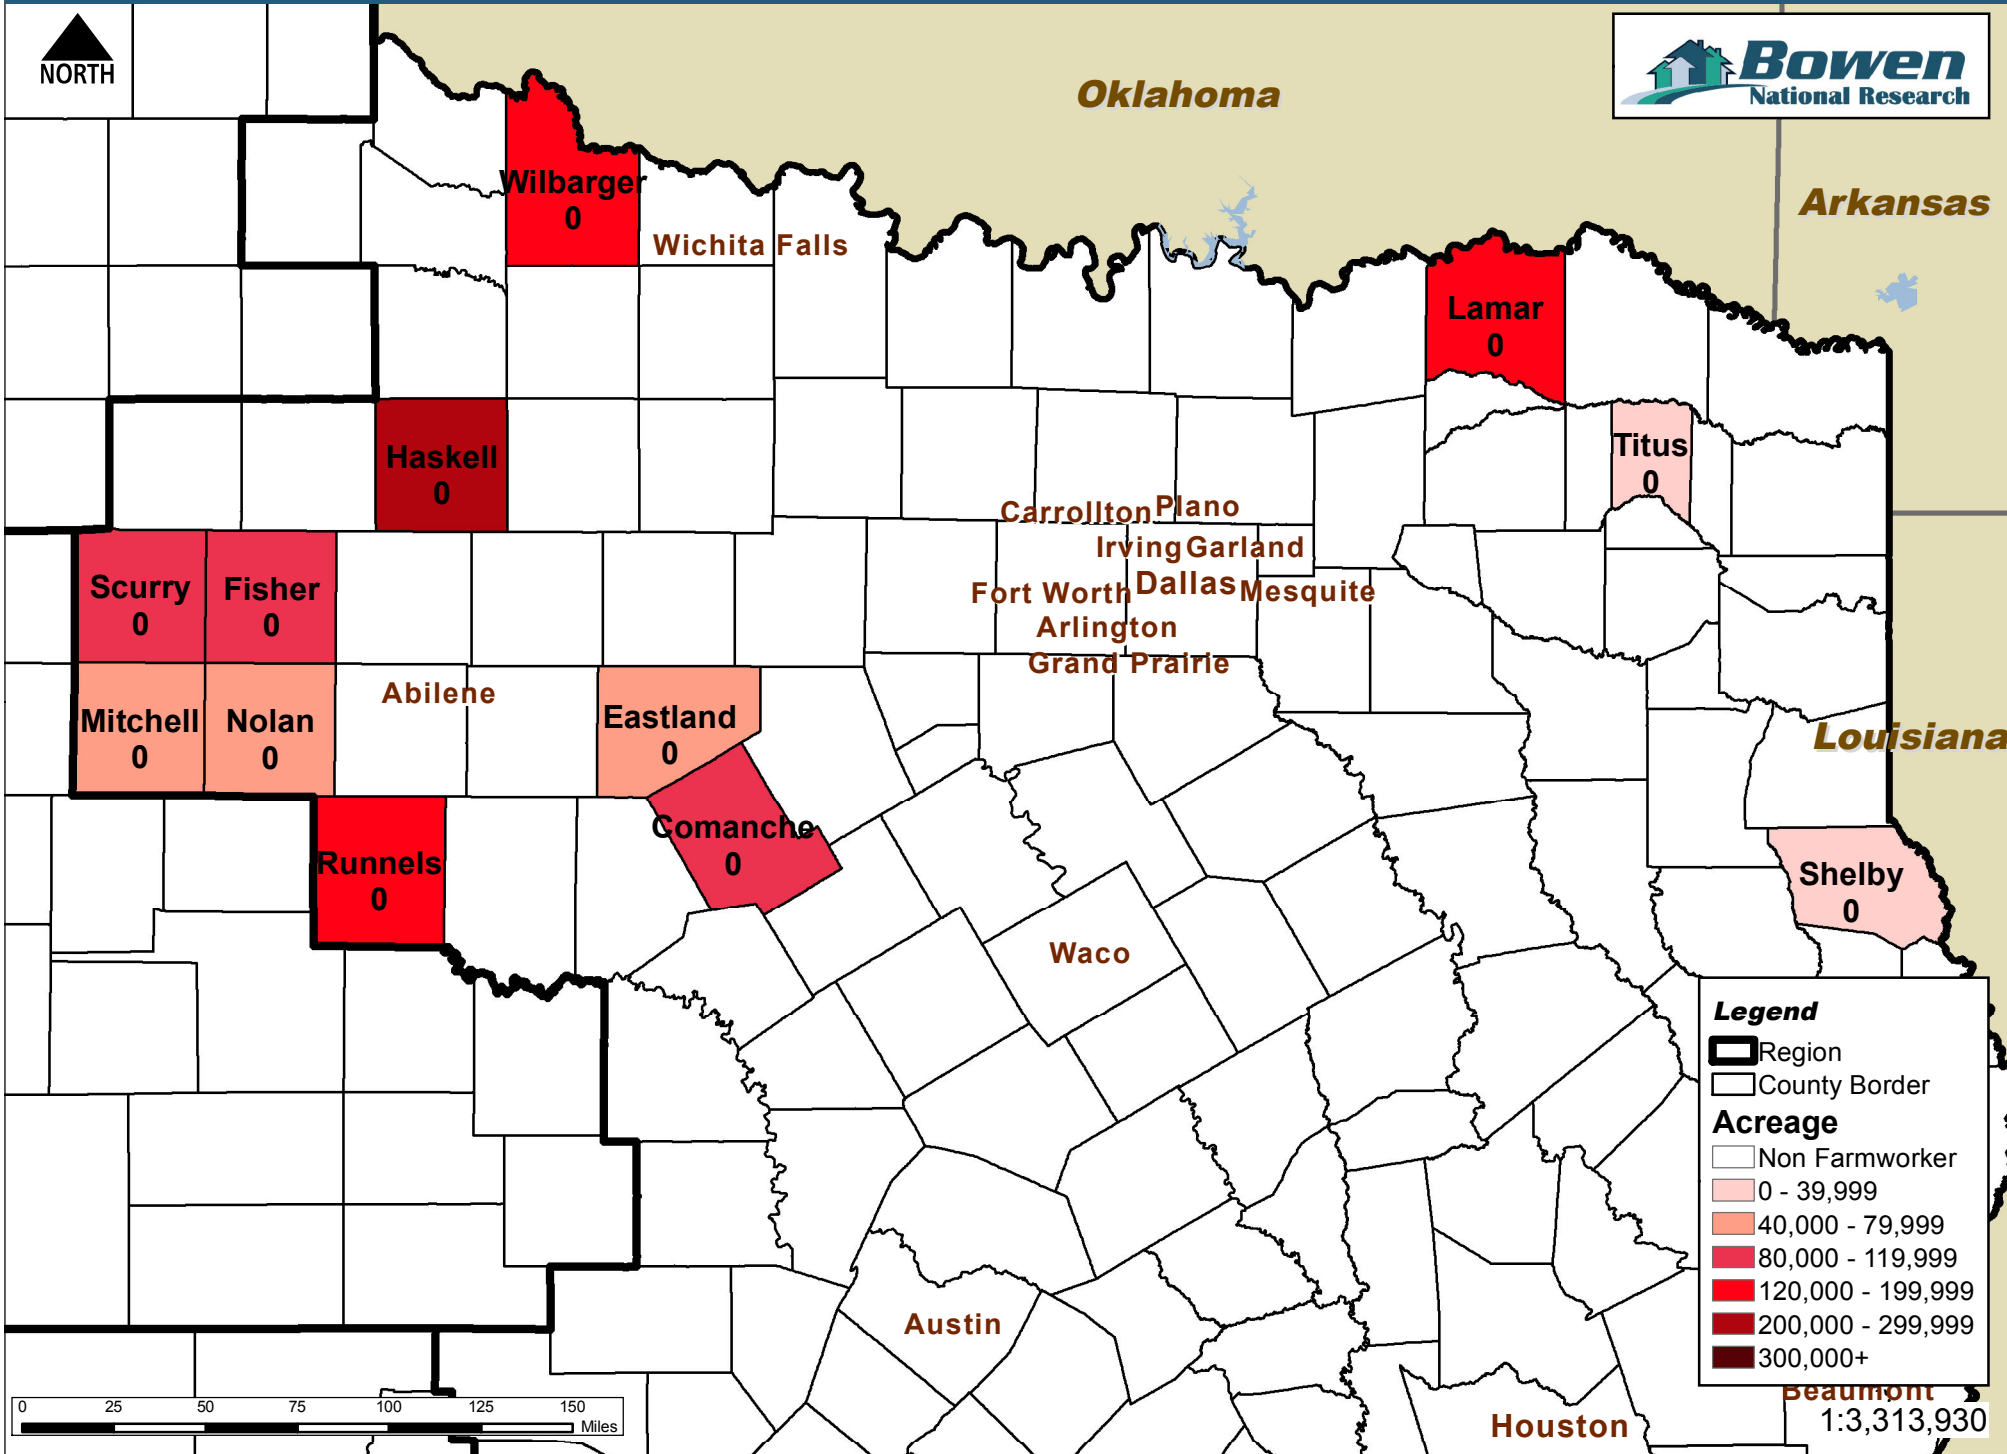 NORTH
Bowen
National Research
Oklahoma
Arkansas
Wilbarger
0
Wichita Falls
Lamar
0
Haskell
0
Titus
0
Carrollton
Plano
Irving
Garland
Scurry
0
Fisher
0
Fort Worth
Dallas
Mesquite
Arlington
Grand Prairie
Abilene
Mitchell
0
Nolan
0
Eastland
0
Louisiana
Comanche
0
Runnels
0
Shelby
0
Waco
Legend
Region
County Border
Acreage
Non Farmworker
0 - 39,999
40,000 - 79,999
80,000 - 119,999
120,000 - 199,999
200,000 - 299,999
300,000+
Austin
Beaumont
Houston
1:3,313,930
0 25 50 75 100 125 150
Miles